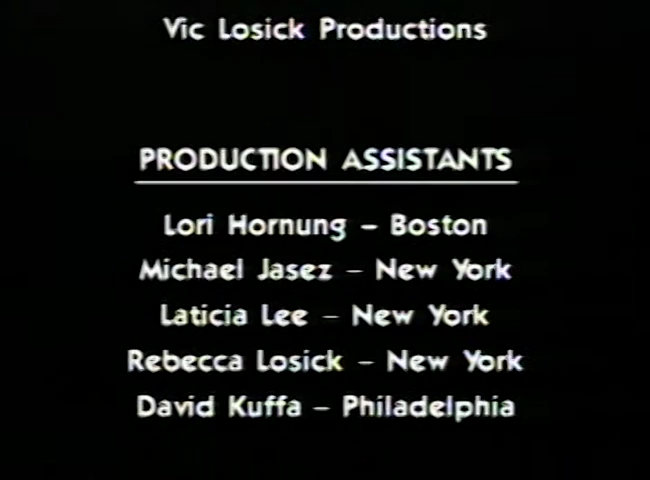 Vic Losick Productions
PRODUCTION ASSISTANTS
Lori Hornung – Boston
Michael Jasez – New York
Laticia Lee – New York
Rebecca Losick – New York
David Kuffa – Philadelphia